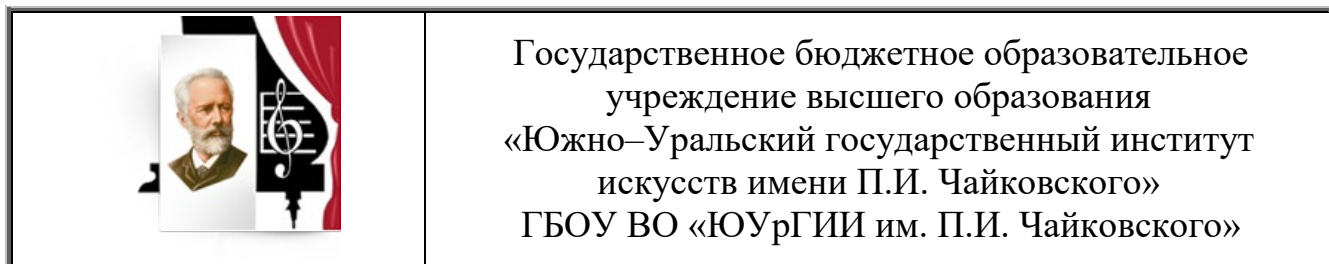 Государственное бюджетное образовательное
учреждение высшего образования
«Южно–Уральский государственный институт
искусств имени П.И. Чайковского»
ГБОУ ВО «ЮУрГИИ им. П.И. Чайковского»